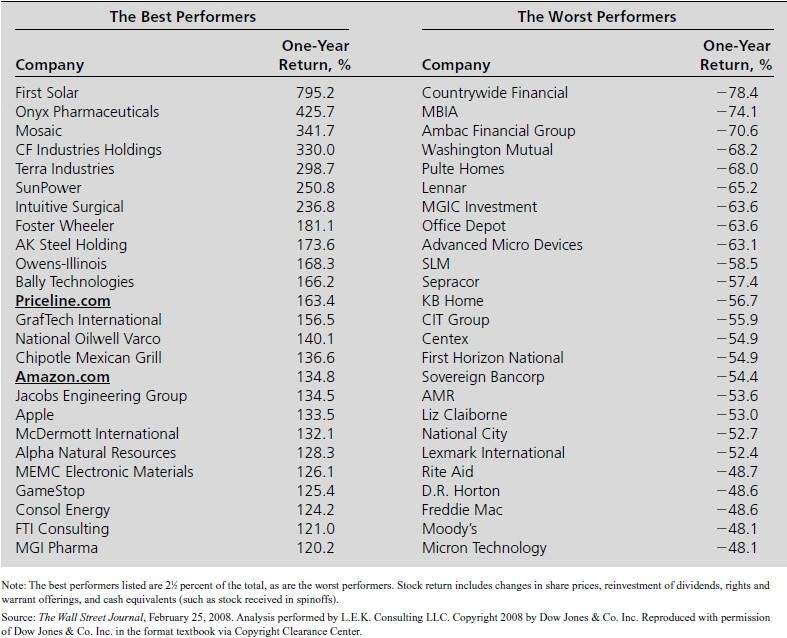 The Best Performers The Worst Performers
One-Year One-Year
Company Return, % Company Return, %
First Solar 795.2 Countrywide Financial −78.4
Onyx Pharmaceuticals 425.7 MBIA −74.1
Mosaic 341.7 Ambac Financial Group −70.6
CF Industries Holdings 330.0 Washington Mutual −68.2
Terra Industries 298.7 Pulte Homes −68.0
SunPower 250.8 Lennar −65.2
Intuitive Surgical 236.8 MGIC Investment −63.6
Foster Wheeler 181.1 Office Depot −63.6
AK Steel Holding 173.6 Advanced Micro Devices −63.1
Owens-Illinois 168.3 SLM −58.5
Bally Technologies 166.2 Sepracor −57.4
Priceline.com 163.4 KB Home −56.7
GrafTech International 156.5 CIT Group −55.9
National Oilwell Varco 140.1 Centex −54.9
Chipotle Mexican Grill 136.6 First Horizon National −54.9
Amazon.com 134.8 Sovereign Bancorp −54.4
Jacobs Engineering Group 134.5 AMR −53.6
Apple 133.5 Liz Claiborne −53.0
McDermott International 132.1 National City −52.7
Alpha Natural Resources 128.3 Lexmark International −52.4
MEMC Electronic Materials 126.1 Rite Aid −48.7
GameStop 125.4 D.R. Horton −48.6
Consol Energy 124.2 Freddie Mac −48.6
FTI Consulting 121.0 Moody's −48.1
MGI Pharma 120.2 Micron Technology −48.1
Note: The best performers listed are 2½ percent of the total, as are the worst performers. Stock return includes changes in share prices, reinvestment of dividends, rights and
warrant offerings, and cash equivalents (such as stock received in spinoffs).
Source: The Wall Street Journal, February 25, 2008. Analysis performed by L.E.K. Consulting LLC. Copyright 2008 by Dow Jones & Co. Inc. Reproduced with permission
of Dow Jones & Co. Inc. in the format textbook via Copyright Clearance Center.